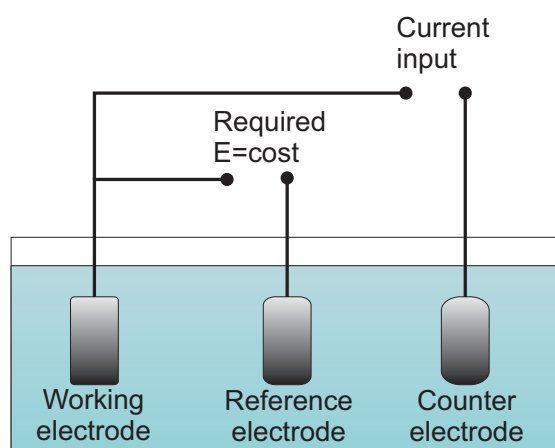 Current
input
Required
E=cost
Working
electrode
Reference
electrode
Counter
electrode